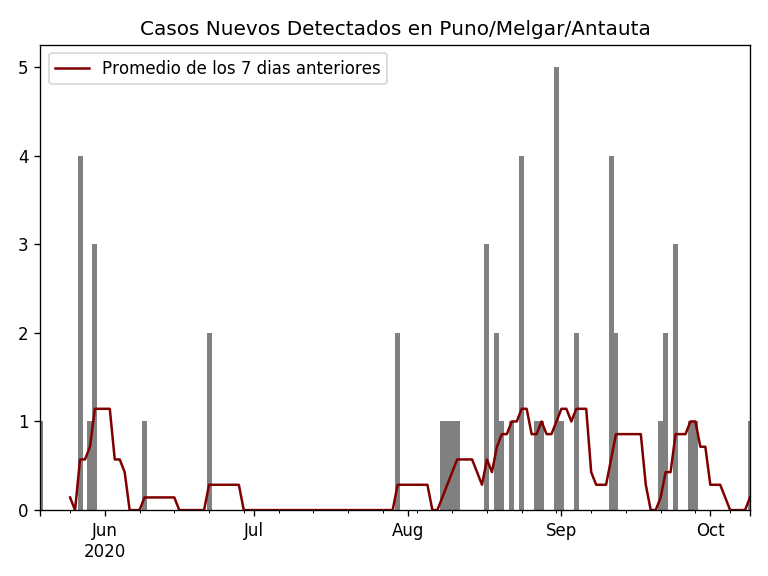 Casos Nuevos Detectados en Puno/Melgar/Antauta
Promedio de los 7 dias anteriores
5
4
3
2
1
0
Jun Jul Aug Sep Oct
2020